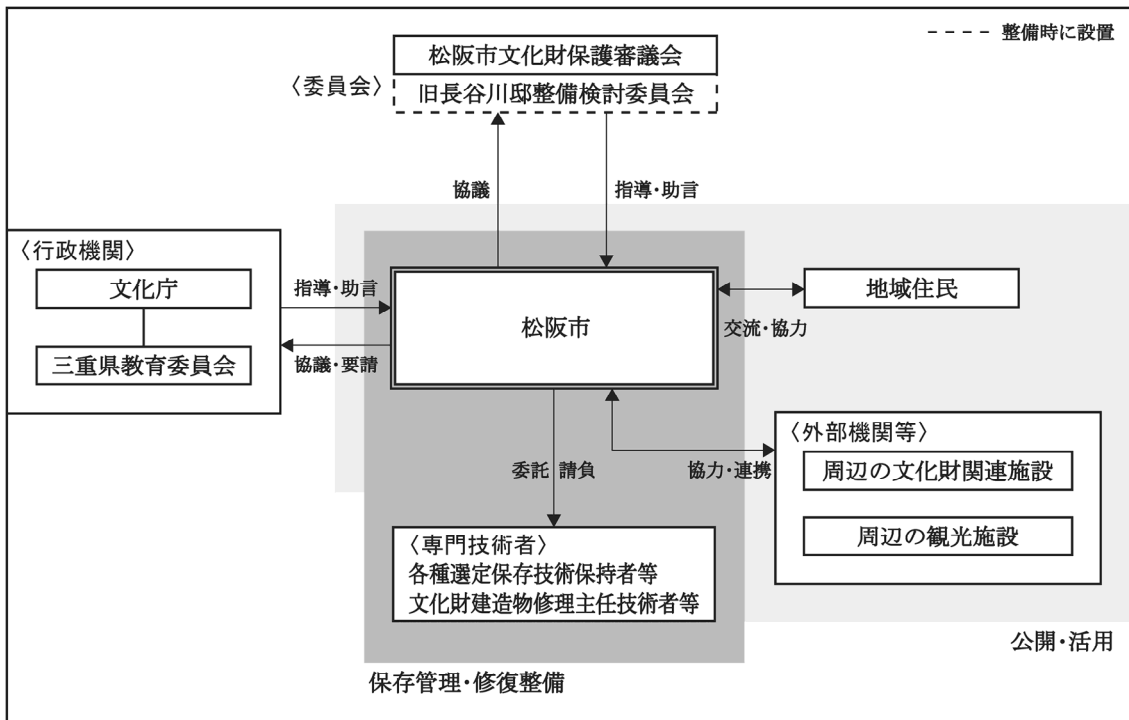 ---- 整備時に設置
松阪市文化財保護審議会
〈委員会〉
旧長谷川邸整備検討委員会
協議
指導・助言
〈行政機関〉
文化庁
三重県教育委員会
指導・助言
協議・要請
松阪市
地域住民
交流・協力
〈外部機関等〉
周辺の文化財関連施設
周辺の観光施設
委託 請負
協力・連携
〈専門技術者〉
各種選定保存技術保持者等
文化財建造物修理主任技術者等
公開・活用
保存管理・修復整備